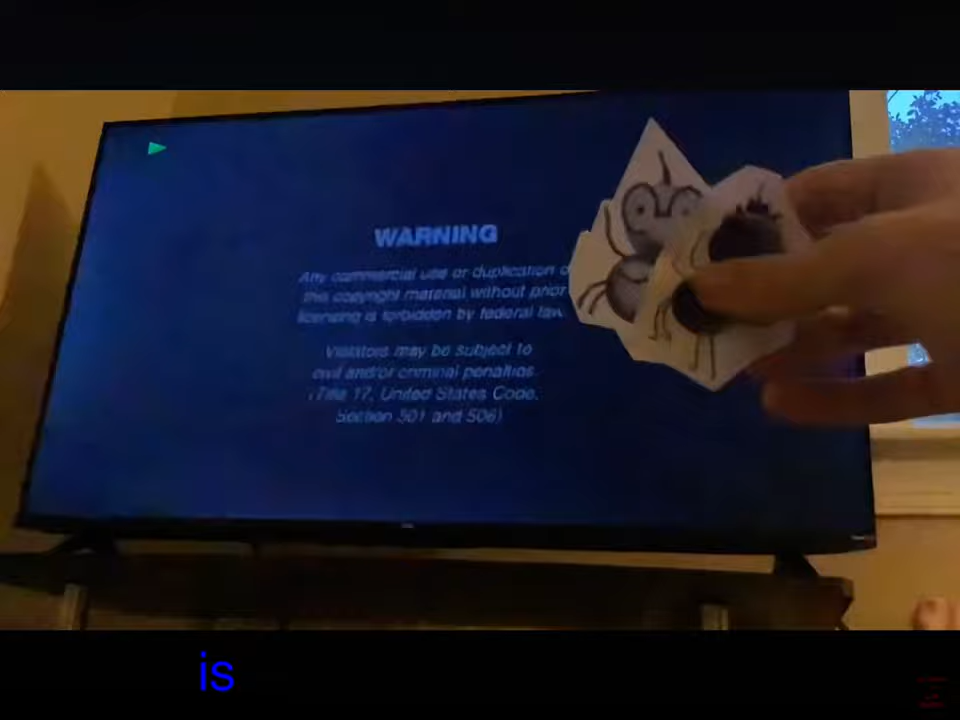 WARNING
Any commercial use or duplication o
this copyright material without prior
licensing is forbidden by federal law.
Violators may be subject to
civil and/or criminal penalties.
(Title 17, United States Code,
Section 501 and 506)
is